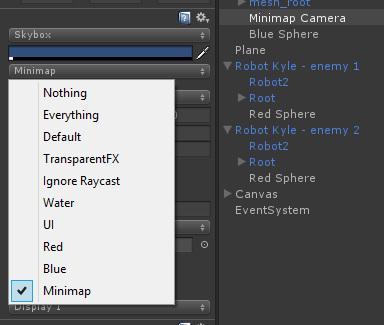 Skybox
Minimap
Nothing
Everything
Default
TransparentFX
Ignore Raycast
Water
UI
Red
Blue
Minimap
Display 1
mesh_root
Minimap Camera
Blue Sphere
Plane
Robot Kyle - enemy 1
Robot2
Root
Red Sphere
Robot Kyle - enemy 2
Robot2
Root
Red Sphere
Canvas
EventSystem